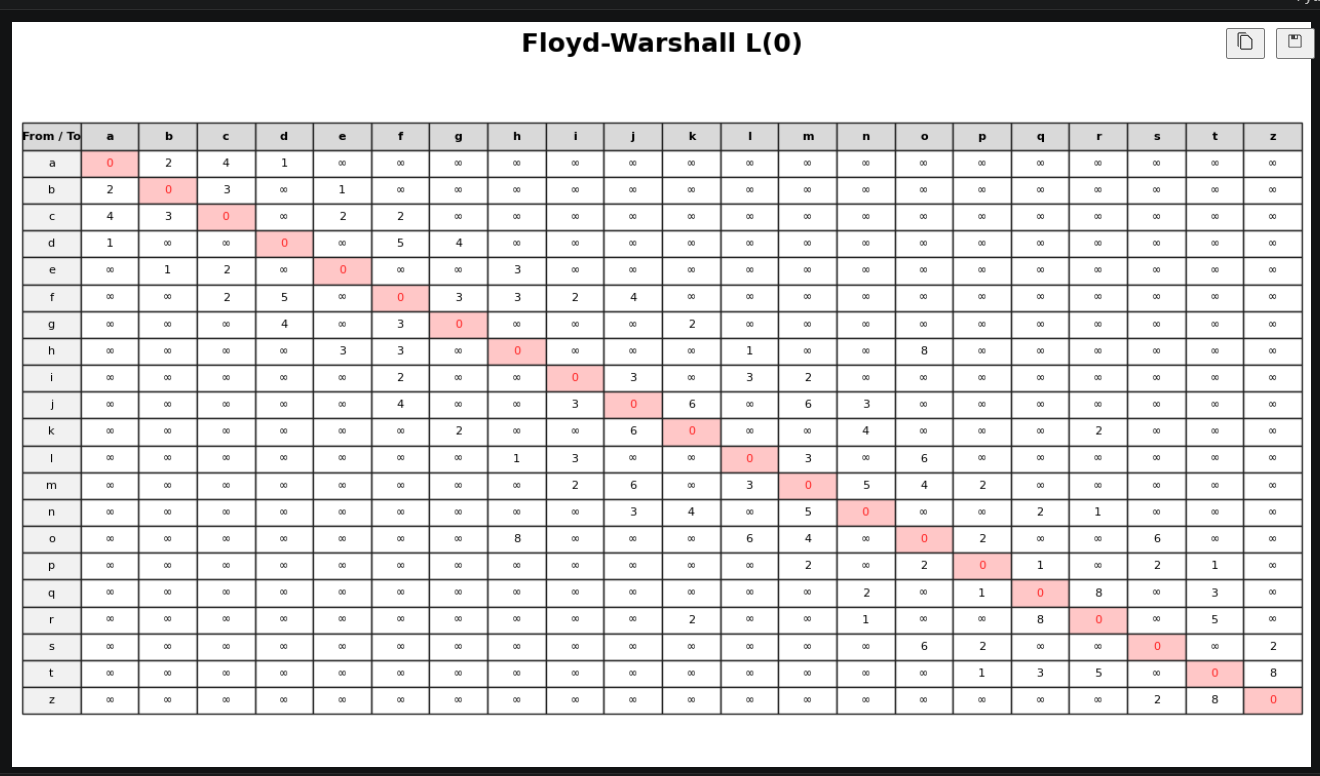 Floyd-Warshall L(0)
From / To a b c d e f g h i j k l m n o p q r s t z
a 0 2 4 1 ∞ ∞ ∞ ∞ ∞ ∞ ∞ ∞ ∞ ∞ ∞ ∞ ∞ ∞ ∞ ∞ ∞
b 2 0 3 ∞ 1 ∞ ∞ ∞ ∞ ∞ ∞ ∞ ∞ ∞ ∞ ∞ ∞ ∞ ∞ ∞ ∞
c 4 3 0 ∞ 2 2 ∞ ∞ ∞ ∞ ∞ ∞ ∞ ∞ ∞ ∞ ∞ ∞ ∞ ∞ ∞
d 1 ∞ ∞ 0 ∞ 5 4 ∞ ∞ ∞ ∞ ∞ ∞ ∞ ∞ ∞ ∞ ∞ ∞ ∞ ∞
e ∞ 1 2 ∞ 0 ∞ ∞ 3 ∞ ∞ ∞ ∞ ∞ ∞ ∞ ∞ ∞ ∞ ∞ ∞ ∞
f ∞ ∞ 2 5 ∞ 0 3 3 2 4 ∞ ∞ ∞ ∞ ∞ ∞ ∞ ∞ ∞ ∞ ∞
g ∞ ∞ ∞ 4 ∞ 3 0 ∞ ∞ ∞ 2 ∞ ∞ ∞ ∞ ∞ ∞ ∞ ∞ ∞ ∞
h ∞ ∞ ∞ ∞ 3 3 ∞ 0 ∞ ∞ ∞ 1 ∞ ∞ 8 ∞ ∞ ∞ ∞ ∞ ∞
i ∞ ∞ ∞ ∞ ∞ 2 ∞ ∞ 0 3 ∞ 3 2 ∞ ∞ ∞ ∞ ∞ ∞ ∞ ∞
j ∞ ∞ ∞ ∞ ∞ 4 ∞ ∞ 3 0 6 ∞ 6 3 ∞ ∞ ∞ ∞ ∞ ∞ ∞
k ∞ ∞ ∞ ∞ ∞ ∞ 2 ∞ ∞ 6 0 ∞ ∞ 4 ∞ ∞ ∞ 2 ∞ ∞ ∞
l ∞ ∞ ∞ ∞ ∞ ∞ ∞ 1 3 ∞ ∞ 0 3 ∞ 6 ∞ ∞ ∞ ∞ ∞ ∞
m ∞ ∞ ∞ ∞ ∞ ∞ ∞ ∞ 2 6 ∞ 3 0 5 4 2 ∞ ∞ ∞ ∞ ∞
n ∞ ∞ ∞ ∞ ∞ ∞ ∞ ∞ ∞ 3 4 ∞ 5 0 ∞ ∞ 2 1 ∞ ∞ ∞
o ∞ ∞ ∞ ∞ ∞ ∞ ∞ 8 ∞ ∞ ∞ 6 4 ∞ 0 2 ∞ ∞ 6 ∞ ∞
p ∞ ∞ ∞ ∞ ∞ ∞ ∞ ∞ ∞ ∞ ∞ ∞ 2 ∞ 2 0 1 ∞ 2 1 ∞
q ∞ ∞ ∞ ∞ ∞ ∞ ∞ ∞ ∞ ∞ ∞ ∞ ∞ 2 ∞ 1 0 8 ∞ 3 ∞
r ∞ ∞ ∞ ∞ ∞ ∞ ∞ ∞ ∞ ∞ 2 ∞ ∞ 1 ∞ ∞ 8 0 ∞ 5 ∞
s ∞ ∞ ∞ ∞ ∞ ∞ ∞ ∞ ∞ ∞ ∞ ∞ ∞ ∞ 6 2 ∞ ∞ 0 ∞ 2
t ∞ ∞ ∞ ∞ ∞ ∞ ∞ ∞ ∞ ∞ ∞ ∞ ∞ ∞ ∞ 1 3 5 ∞ 0 8
z ∞ ∞ ∞ ∞ ∞ ∞ ∞ ∞ ∞ ∞ ∞ ∞ ∞ ∞ ∞ ∞ ∞ ∞ 2 8 0